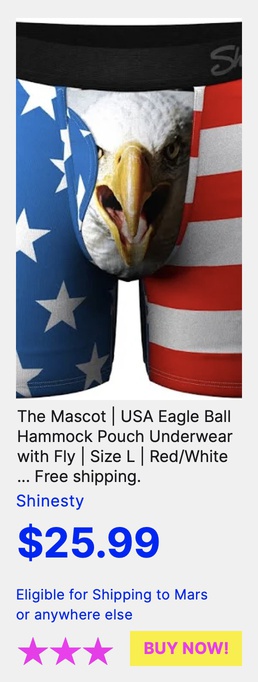 The Mascot | USA Eagle Ball
Hammock Pouch Underwear
with Fly | Size L | Red/White
... Free shipping.
Shinesty
$25.99
Eligible for Shipping to Mars
or anywhere else
BUY NOW!